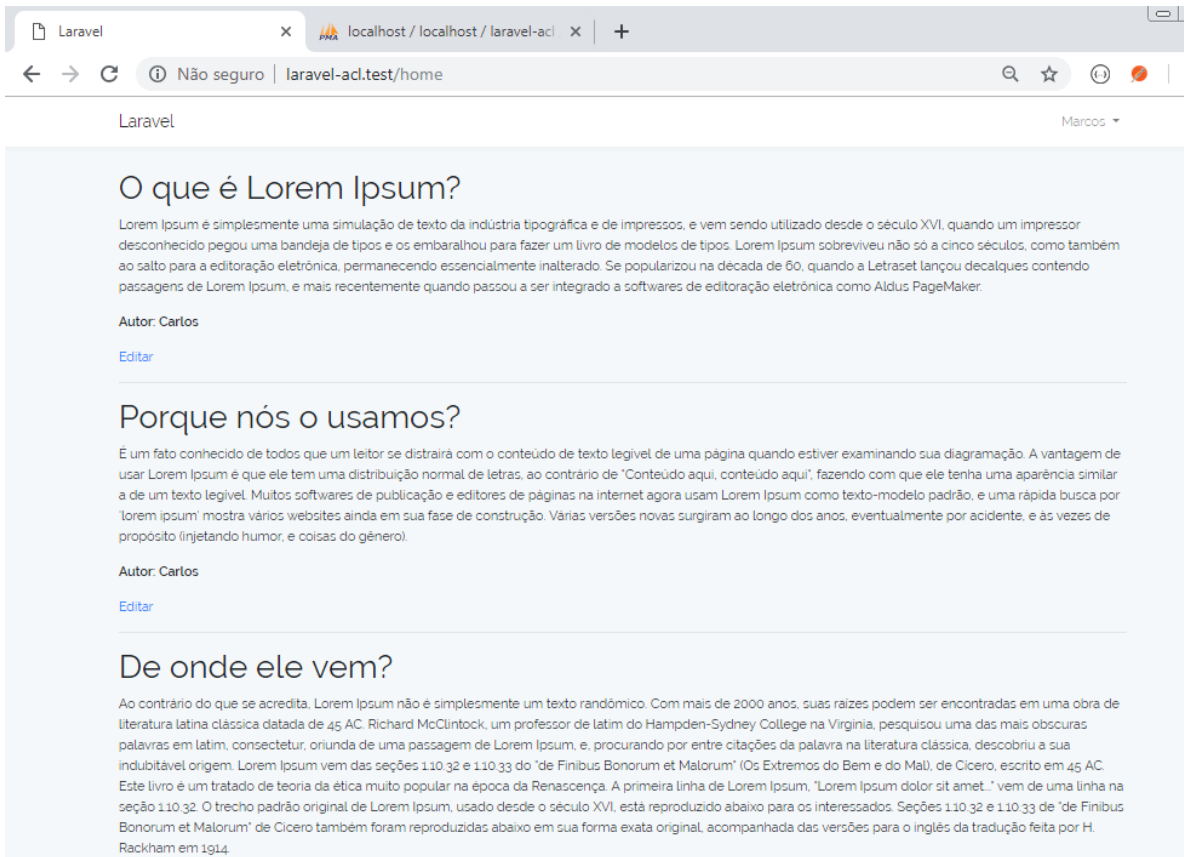 Laravel
localhost / localhost / laravel-acl
Não seguro | laravel-acl.test/home
Laravel
Marcos
O que é Lorem Ipsum?
Lorem Ipsum é simplesmente uma simulação de texto da indústria tipográfica e de impressos, e vem sendo utilizado desde o século XVI, quando um impressor
desconhecido pegou uma bandeja de tipos e os embaralhou para fazer um livro de modelos de tipos. Lorem Ipsum sobreviveu não só a cinco séculos, como também
ao salto para a editoração eletrônica, permanecendo essencialmente inalterado. Se popularizou na década de 60, quando a Letraset lançou decalques contendo
passagens de Lorem Ipsum, e mais recentemente quando passou a ser integrado a softwares de editoração eletrônica como Aldus PageMaker.
Autor: Carlos
Editar
Porque nós o usamos?
É um fato conhecido de todos que um leitor se distrairá com o conteúdo de texto legível de uma página quando estiver examinando sua diagramação. A vantagem de
usar Lorem Ipsum é que ele tem uma distribuição normal de letras, ao contrário de "Conteúdo aqui, conteúdo aqui", fazendo com que ele tenha uma aparência similar
a de um texto legível. Muitos softwares de publicação e editores de páginas na internet agora usam Lorem Ipsum como texto-modelo padrão, e uma rápida busca por
'lorem ipsum' mostra vários websites ainda em sua fase de construção. Várias versões novas surgiram ao longo dos anos, eventualmente por acidente, e às vezes de
propósito (injetando humor, e coisas do gênero).
Autor: Carlos
Editar
De onde ele vem?
Ao contrário do que se acredita, Lorem Ipsum não é simplesmente um texto randômico. Com mais de 2000 anos, suas raízes podem ser encontradas em uma obra de
literatura latina clássica datada de 45 AC. Richard McClintock, um professor de latim do Hampden-Sydney College na Virginia, pesquisou uma das mais obscuras
palavras em latim, consectetur, oriunda de uma passagem de Lorem Ipsum, e, procurando por entre citações da palavra na literatura clássica, descobriu a sua
indubitável origem. Lorem Ipsum vem das seções 1.10.32 e 1.10.33 do "de Finibus Bonorum et Malorum" (Os Extremos do Bem e do Mal), de Cícero, escrito em 45 AC.
Este livro é um tratado de teoria da ética muito popular na época da Renascença. A primeira linha de Lorem Ipsum, "Lorem Ipsum dolor sit amet..." vem de uma linha na
seção 1.10.32. O trecho padrão original de Lorem Ipsum, usado desde o século XVI, está reproduzido abaixo para os interessados. Seções 1.10.32 e 1.10.33 de "de Finibus
Bonorum et Malorum" de Cicero também foram reproduzidas abaixo em sua forma exata original, acompanhada das versões para o inglês da tradução feita por H.
Rackham em 1914.